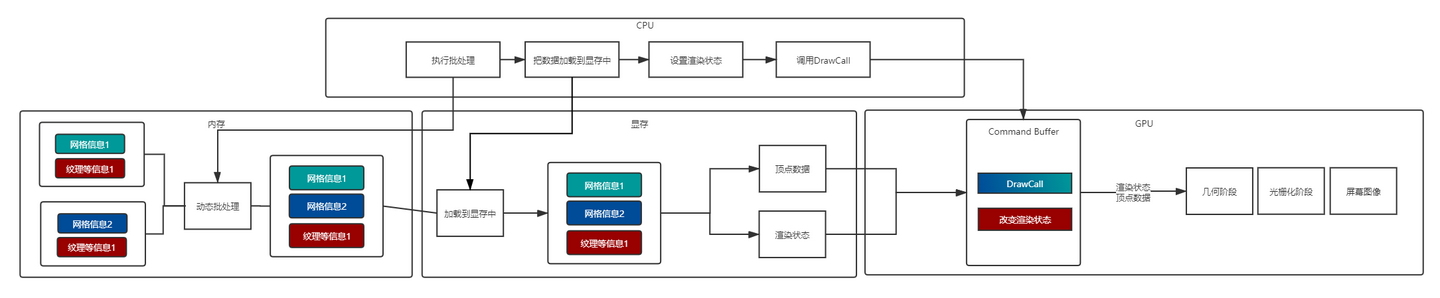 CPU
执行批处理
把数据加载到显存中
设置渲染状态
调用DrawCall
内存
网格信息1
纹理等信息1
网格信息2
纹理等信息1
动态批处理
网格信息1
网格信息2
纹理等信息1
显存
加载到显存中
网格信息1
网格信息2
纹理等信息1
顶点数据
渲染状态
GPU
Command Buffer
DrawCall
改变渲染状态
渲染状态
顶点数据
几何阶段
光栅化阶段
屏幕图像